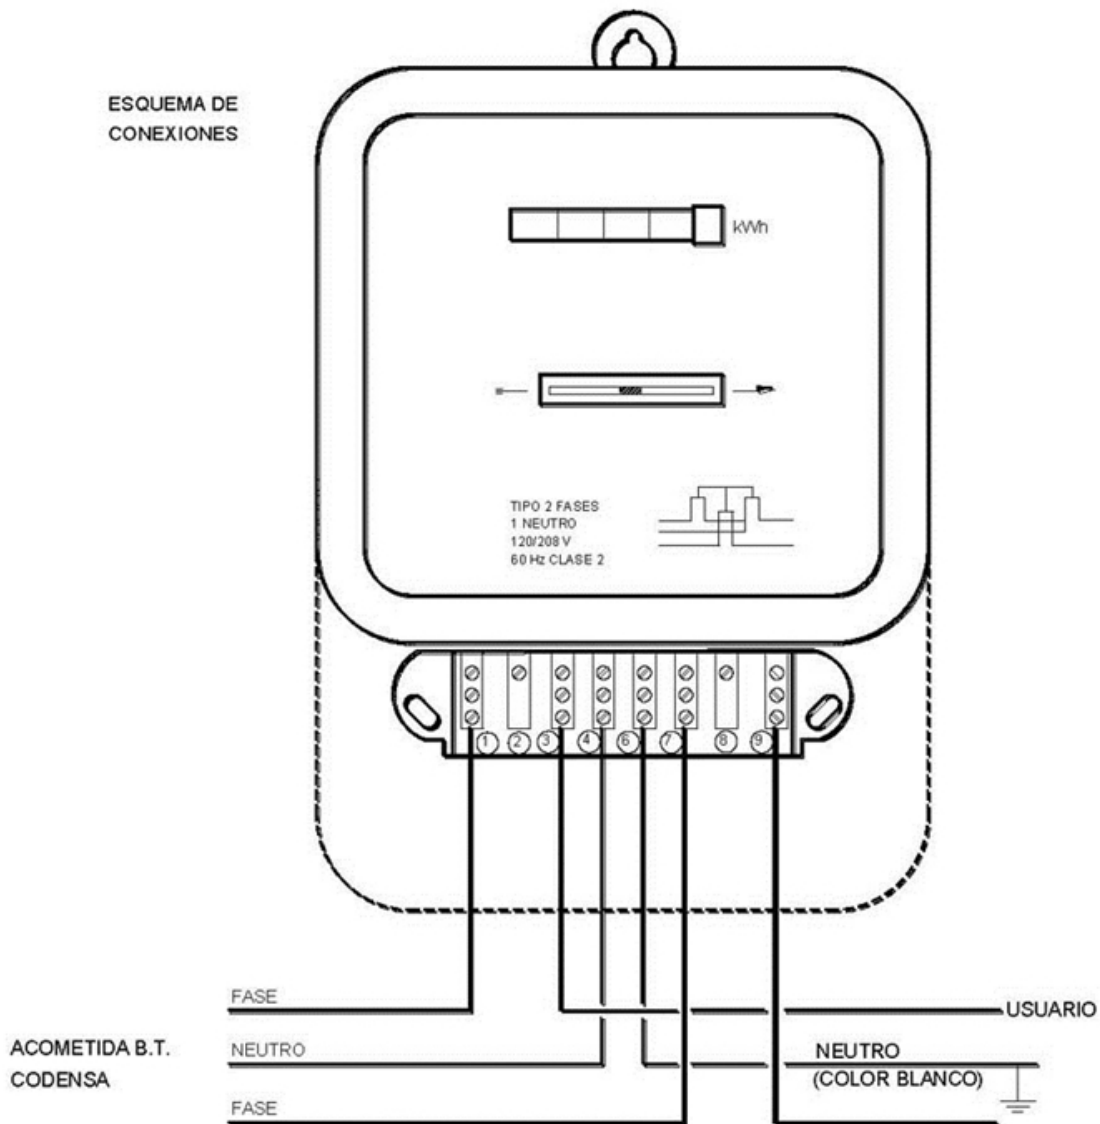 ESQUEMA DE
CONEXIONES
kWh
TIPO 2 FASES
1 NEUTRO
120/208 V
60 Hz CLASE 2
1 2 3 4 6 7 8 9
FASE
USUARIO
ACOMETIDA B.T.
CODENSA
NEUTRO
NEUTRO
(COLOR BLANCO)
FASE